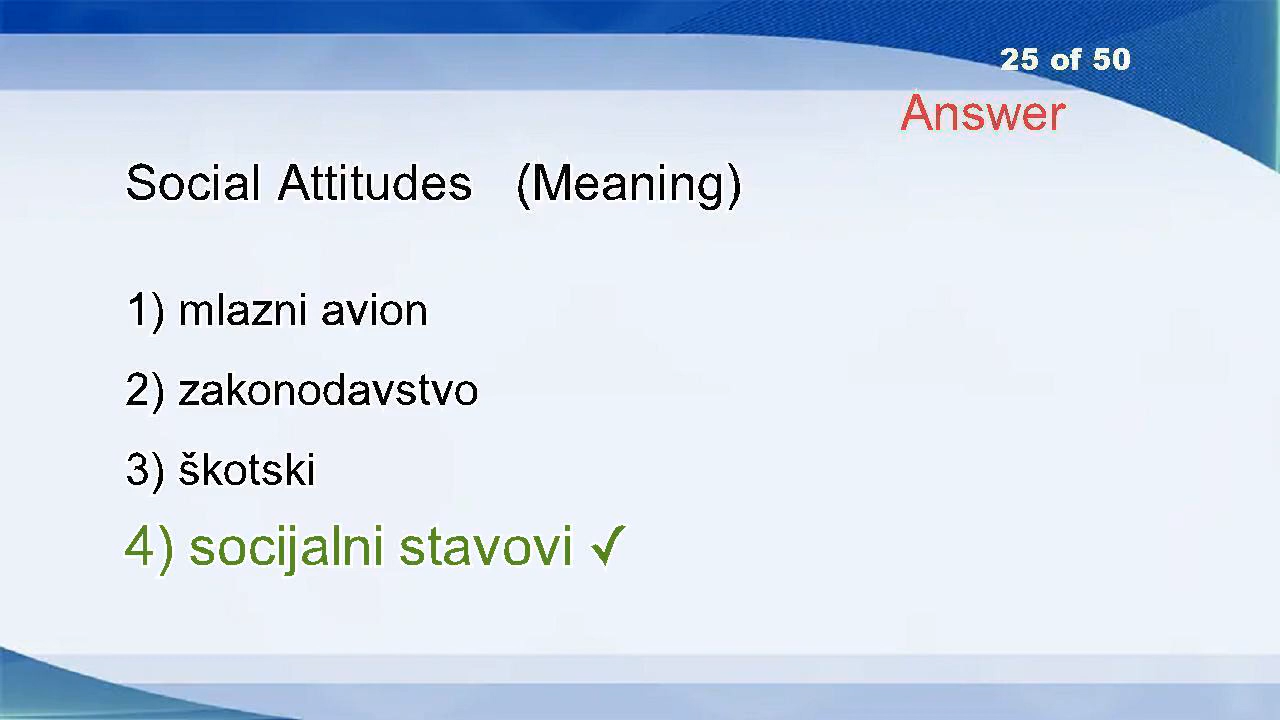 25 of 50
Answer
Social Attitudes (Meaning)
1) mlazni avion
2) zakonodavstvo
3) škotski
4) socijalni stavovi ✓